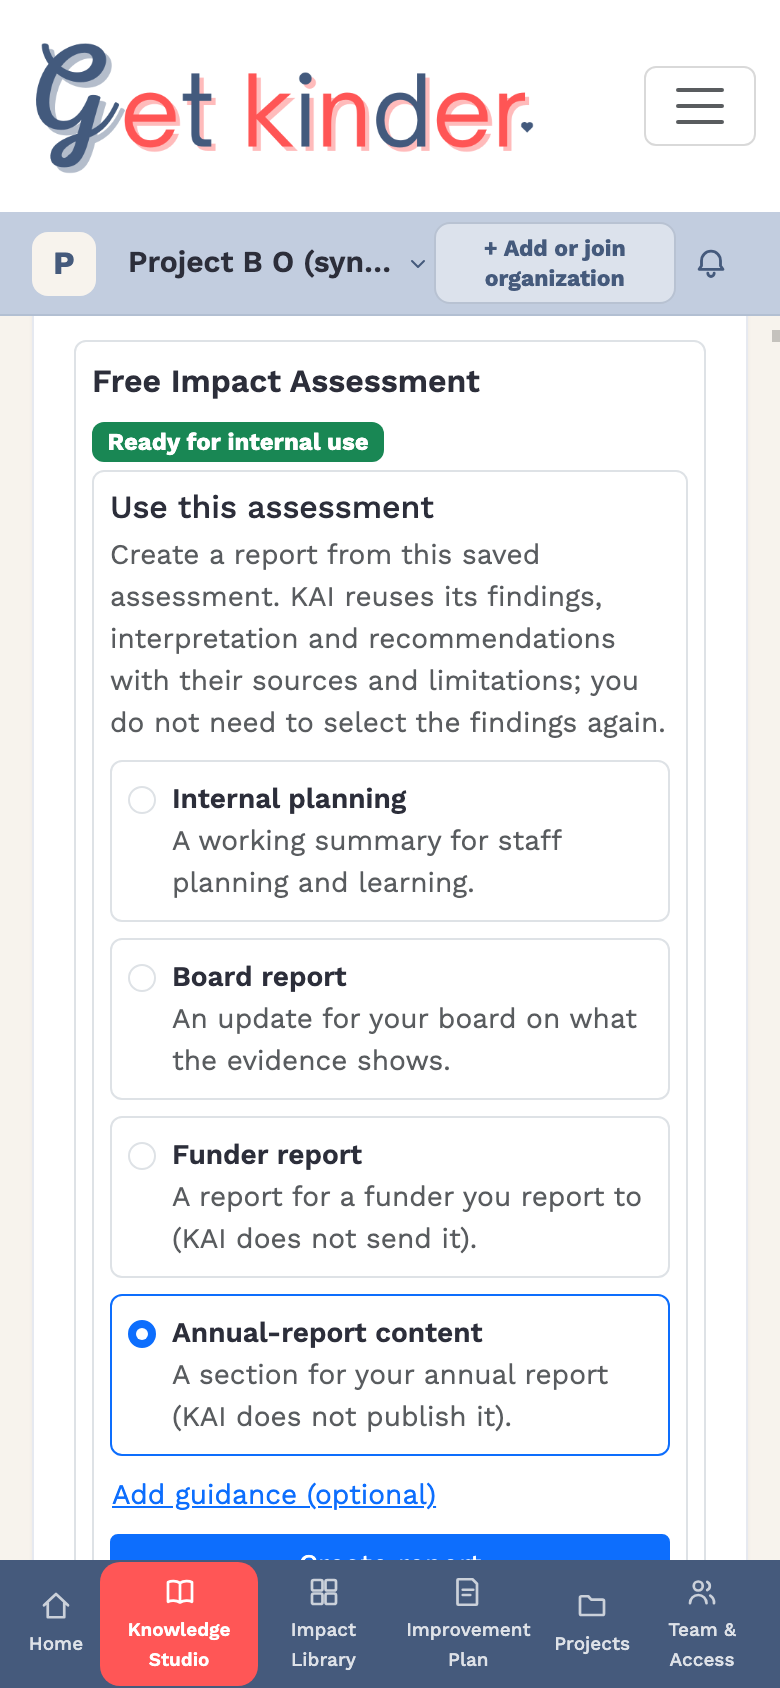 Get kinder
P
Project B O (syn...
+ Add or join
organization
Free Impact Assessment
Ready for internal use
Use this assessment
Create a report from this saved
assessment. KAI reuses its findings,
interpretation and recommendations
with their sources and limitations; you
do not need to select the findings again.
Internal planning
A working summary for staff
planning and learning.
Board report
An update for your board on what
the evidence shows.
Funder report
A report for a funder you report to
(KAI does not send it).
Annual-report content
A section for your annual report
(KAI does not publish it).
Add guidance (optional)
Create report
Home
Knowledge
Studio
Impact
Library
Improvement
Plan
Projects
Team &
Access